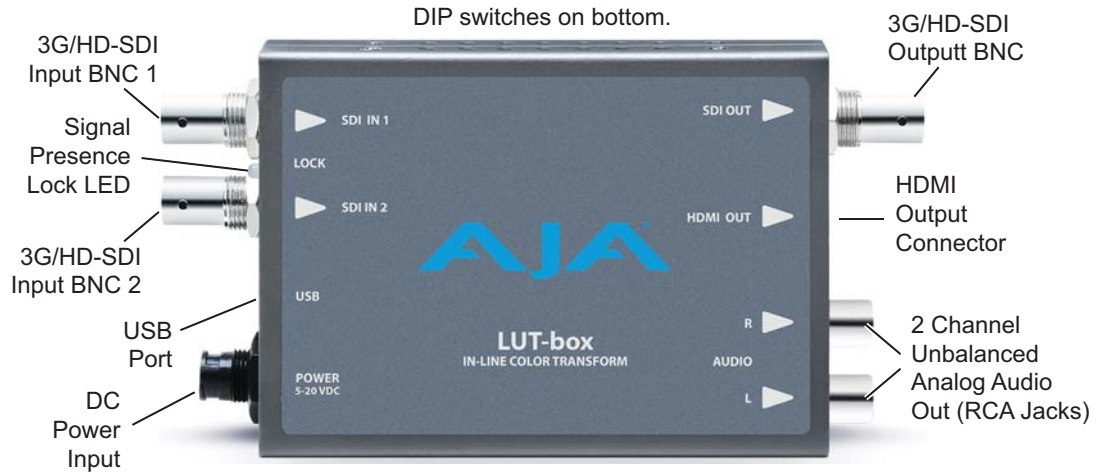 DIP switches on bottom.
3G/HD-SDI
Input BNC 1
Signal
Presence
Lock LED
3G/HD-SDI
Input BNC 2
USB
Port
DC
Power
Input
SDI IN 1
LOCK
SDI IN 2
USB
POWER
5-20 VDC
AJA
LUT-box
IN-LINE COLOR TRANSFORM
SDI OUT
HDMI OUT
R
AUDIO
L
3G/HD-SDI
Outputt BNC
HDMI
Output
Connector
2 Channel
Unbalanced
Analog Audio
Out (RCA Jacks)